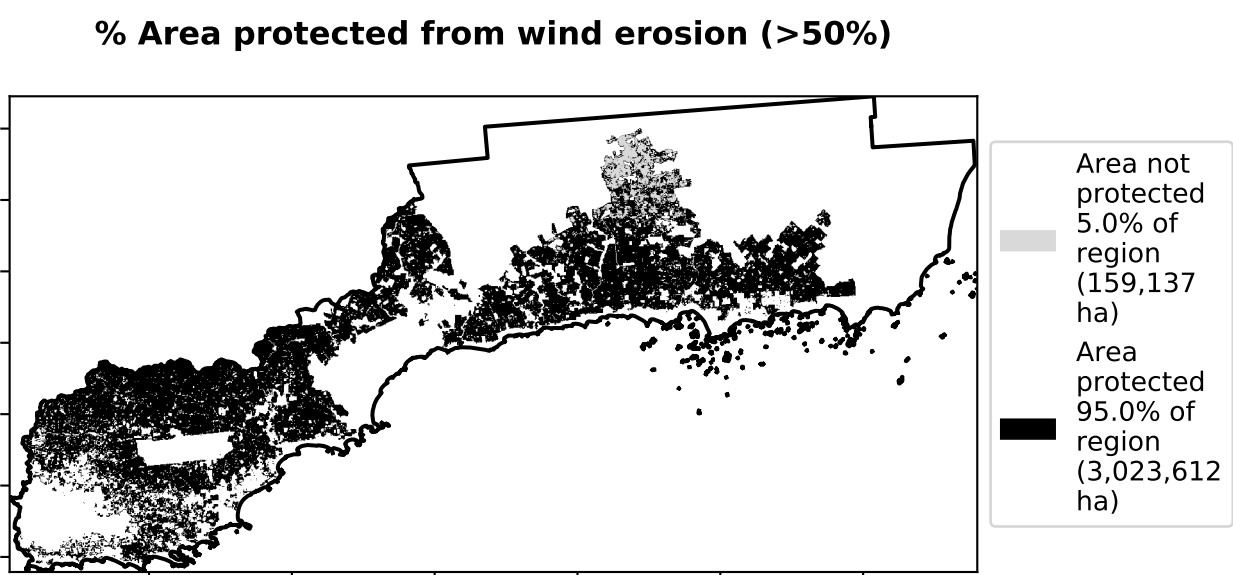 % Area protected from wind erosion (>50%)
Area not
protected
5.0% of
region
(159,137
ha)
Area
protected
95.0% of
region
(3,023,612
ha)